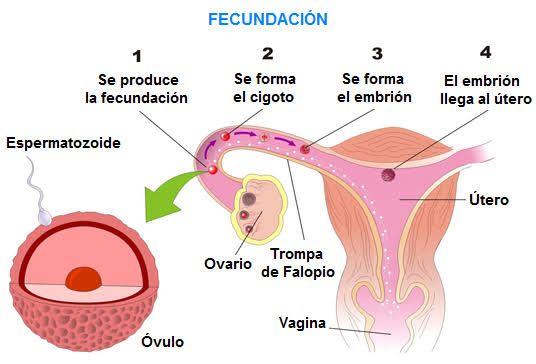 FECUNDACIÓN
1
Se produce
la fecundación
2
Se forma
el cigoto
3
Se forma
el embrión
4
El embrión
llega al útero
Espermatozoide
Óvulo
Ovario
Trompa
de Falopio
Útero
Vagina